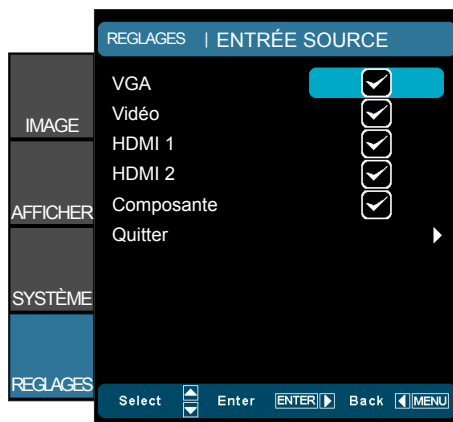 REGLAGES | ENTRÉE SOURCE
VGA
Vidéo
HDMI 1
HDMI 2
Composante
Quitter
IMAGE
AFFICHER
SYSTÈME
REGLAGES
Select Enter ENTER Back MENU